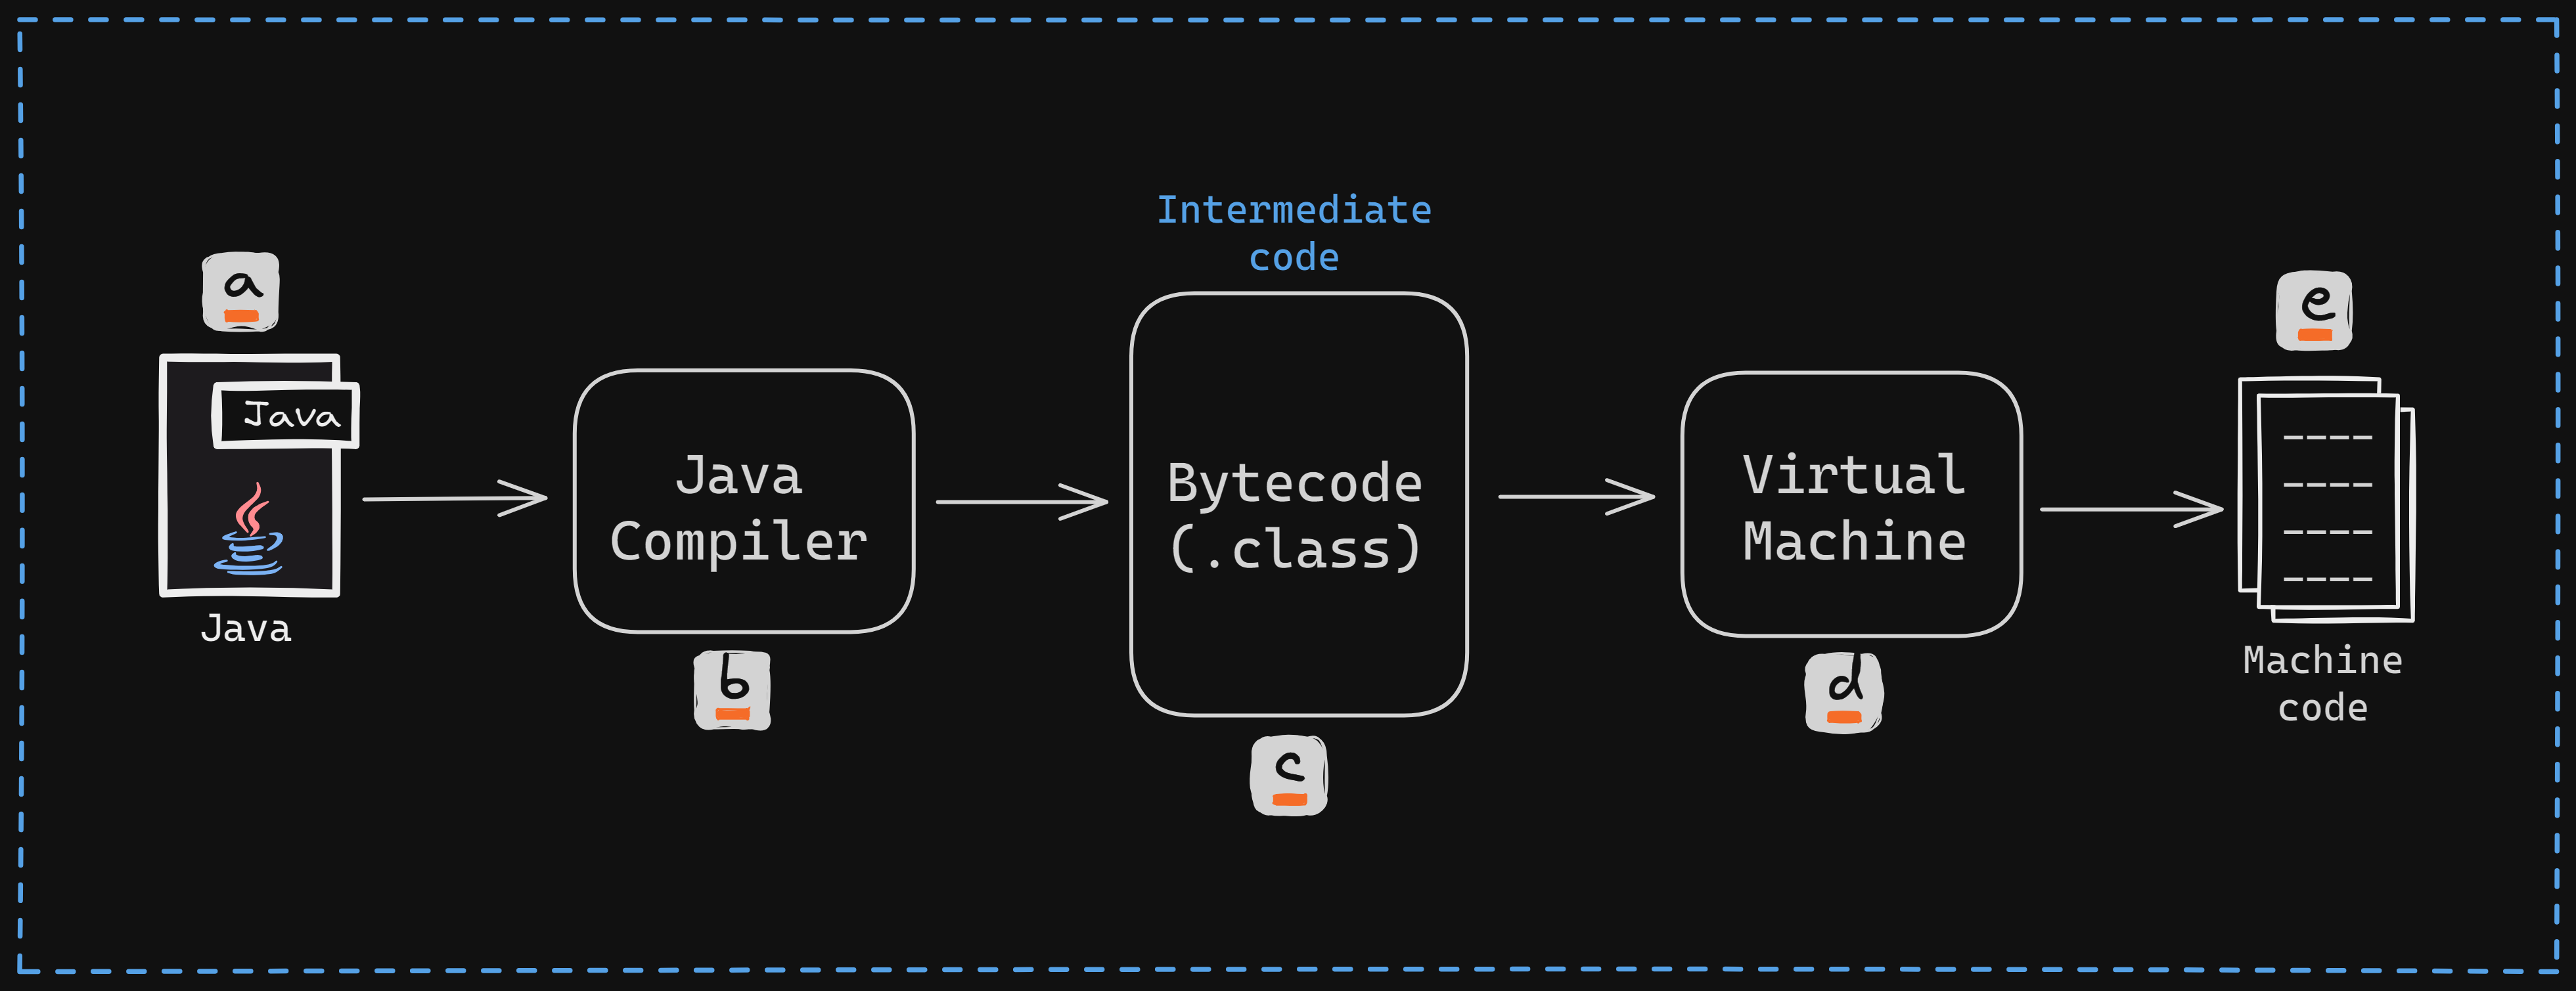 a
Java
Java
Java
Compiler
b
Intermediate
code
Bytecode
(.class)
c
Virtual
Machine
d
e
----
----
----
----
Machine
code